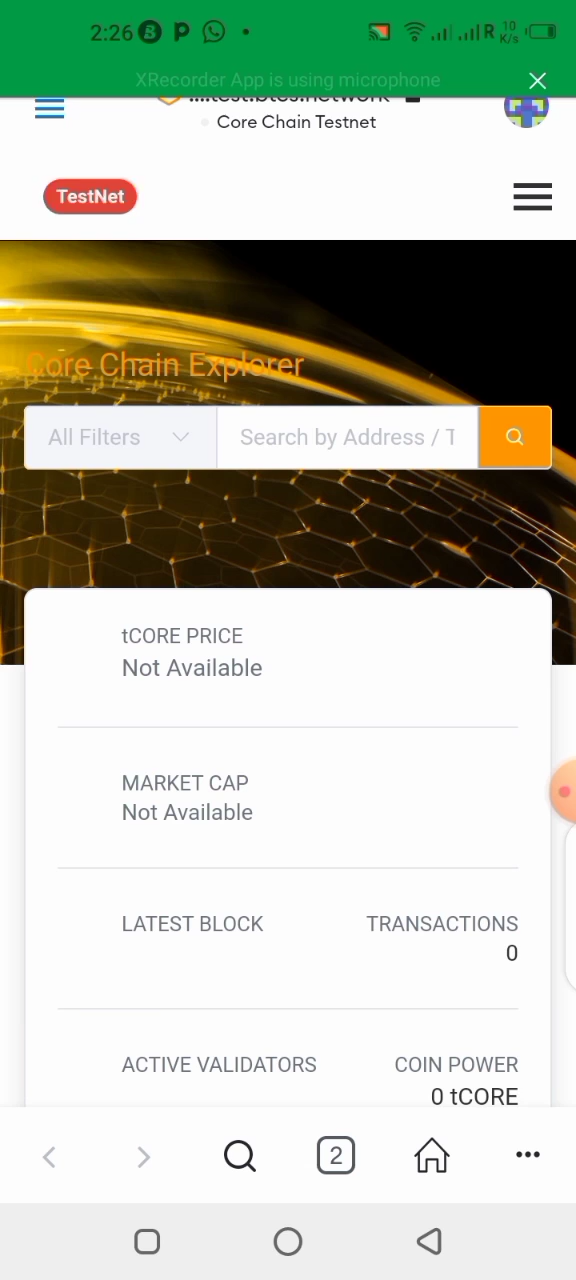 2:26
R 10 K/s
XRecorder App is using microphone
Core Chain Testnet
TestNet
Core Chain Explorer
All Filters
Search by Address / T
tCORE PRICE
Not Available
MARKET CAP
Not Available
LATEST BLOCK
TRANSACTIONS
0
ACTIVE VALIDATORS
COIN POWER
0 tCORE
2